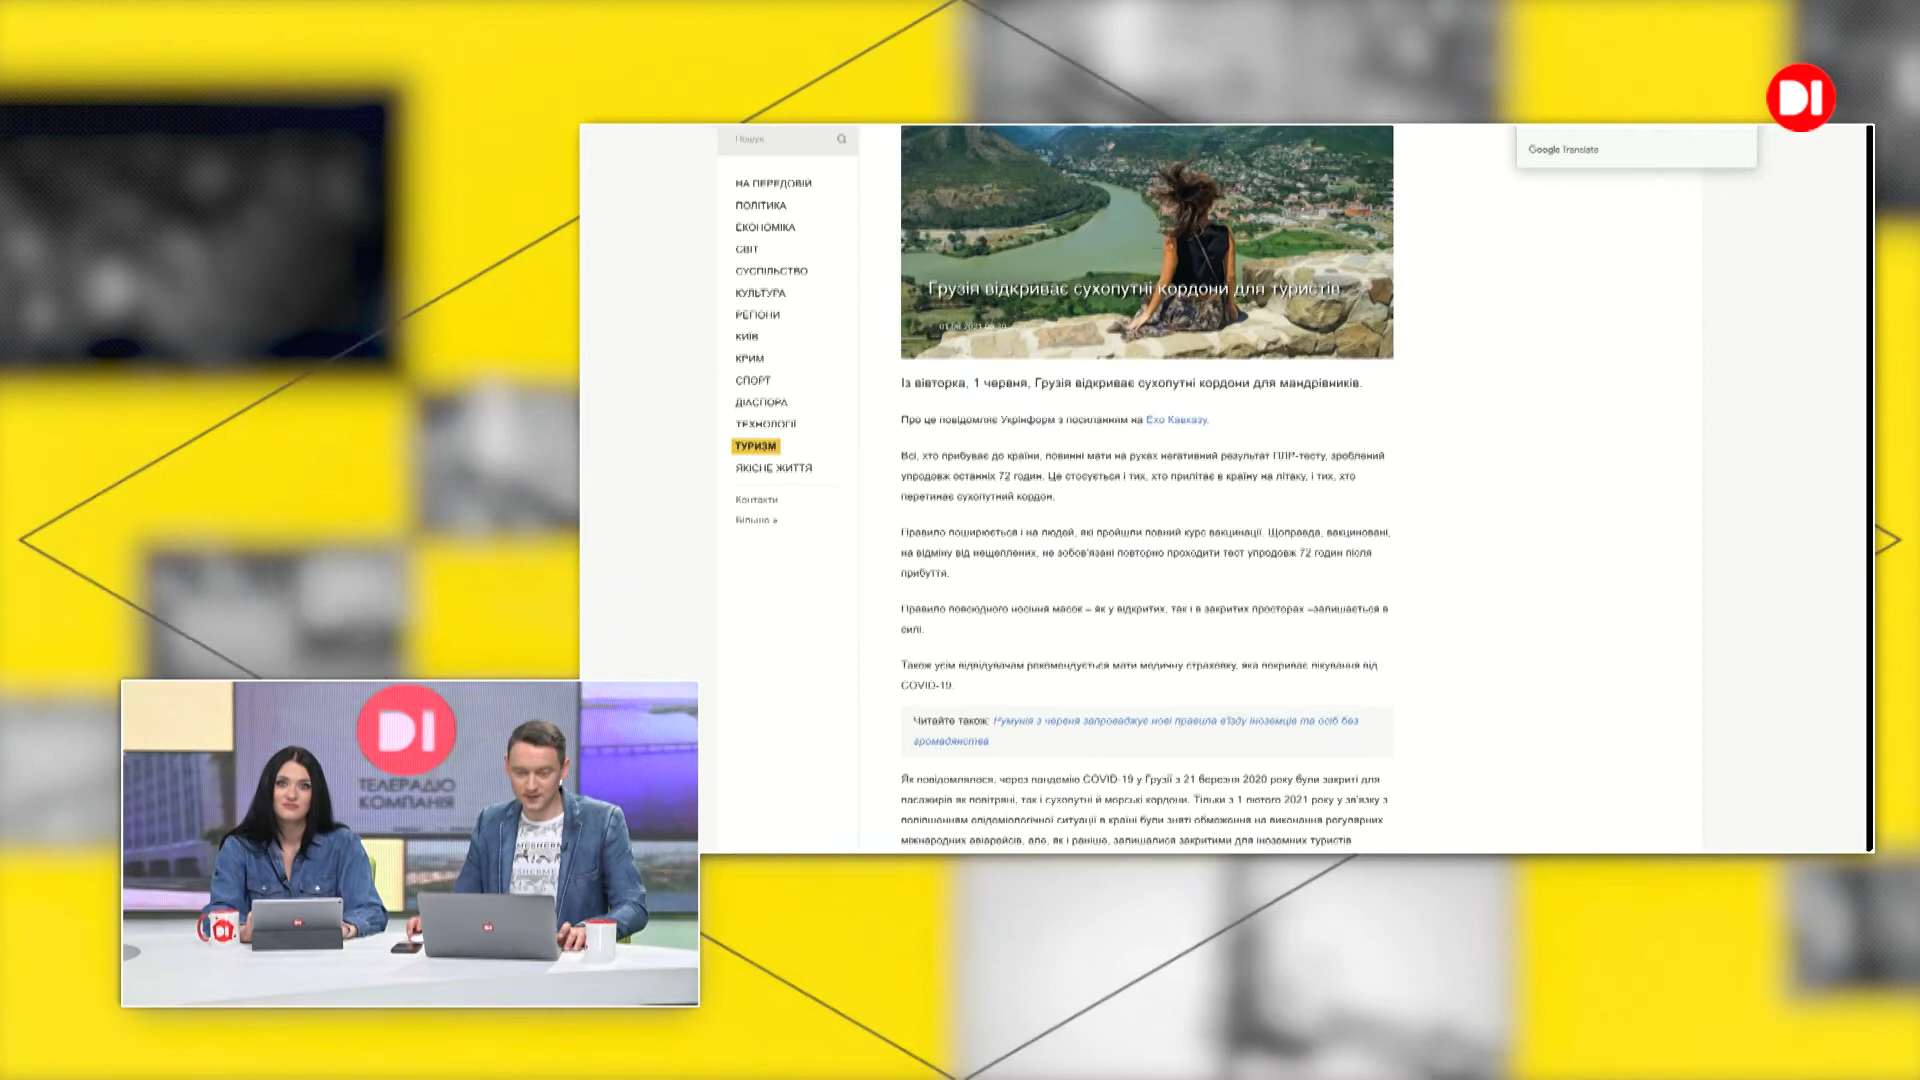 DI
Пошук
Google Translate
НА ПЕРЕДОВІЙ
ПОЛІТИКА
ЕКОНОМІКА
СВІТ
СУСПІЛЬСТВО
КУЛЬТУРА
РЕГІОНИ
КИЇВ
КРИМ
СПОРТ
ДІАСПОРА
ТЕХНОЛОГІЇ
ТУРИЗМ
ЯКІСНЕ ЖИТТЯ
Контакти
Більше »
Грузія відкриває сухопутні кордони для туристів
01.06.2021 09:30
Із вівторка, 1 червня, Грузія відкриває сухопутні кордони для мандрівників.
Про це повідомляє Укрінформ з посиланням на Ехо Кавказу.
Всі, хто прибуває до країни, повинні мати на руках негативний результат ПЛР-тесту, зроблений
упродовж останніх 72 годин. Це стосується і тих, хто прилітає в країну на літаку, і тих, хто
перетинає сухопутний кордон.
Правило поширюється і на людей, які пройшли повний курс вакцинації. Щоправда, вакциновані,
на відміну від нещеплених, не зобов'язані повторно проходити тест упродовж 72 годин після
прибуття.
Правило повсюдного носіння масок – як у відкритих, так і в закритих просторах –залишається в
силі.
Також усім відвідувачам рекомендується мати медичну страховку, яка покриває лікування від
COVID-19.
Читайте також: Румунія з червня запроваджує нові правила в'їзду іноземців та осіб без
громадянства
Як повідомлялося, через пандемію COVID-19 у Грузії з 21 березня 2020 року були закриті для
пасажирів як повітряні, так і сухопутні й морські кордони. Тільки з 1 лютого 2021 року у зв'язку з
поліпшенням епідеміологічної ситуації в країні були зняті обмеження на виконання регулярних
міжнародних авіарейсів, але, як і раніше, залишалися закритими для іноземних туристів
DI
ТЕЛЕРАДІО
КОМПАНІЯ
DI